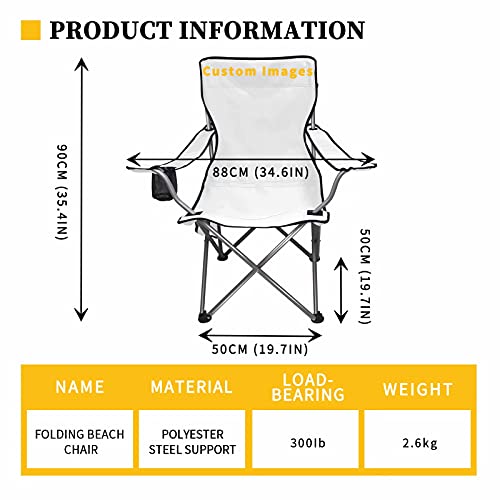 PRODUCT INFORMATION
Custom Images
90CM (35.4IN)
88CM (34.6IN)
50CM (19.7IN)
50CM (19.7IN)
NAME
MATERIAL
LOAD-
BEARING
WEIGHT
FOLDING BEACH
CHAIR
POLYESTER
STEEL SUPPORT
300lb
2.6kg